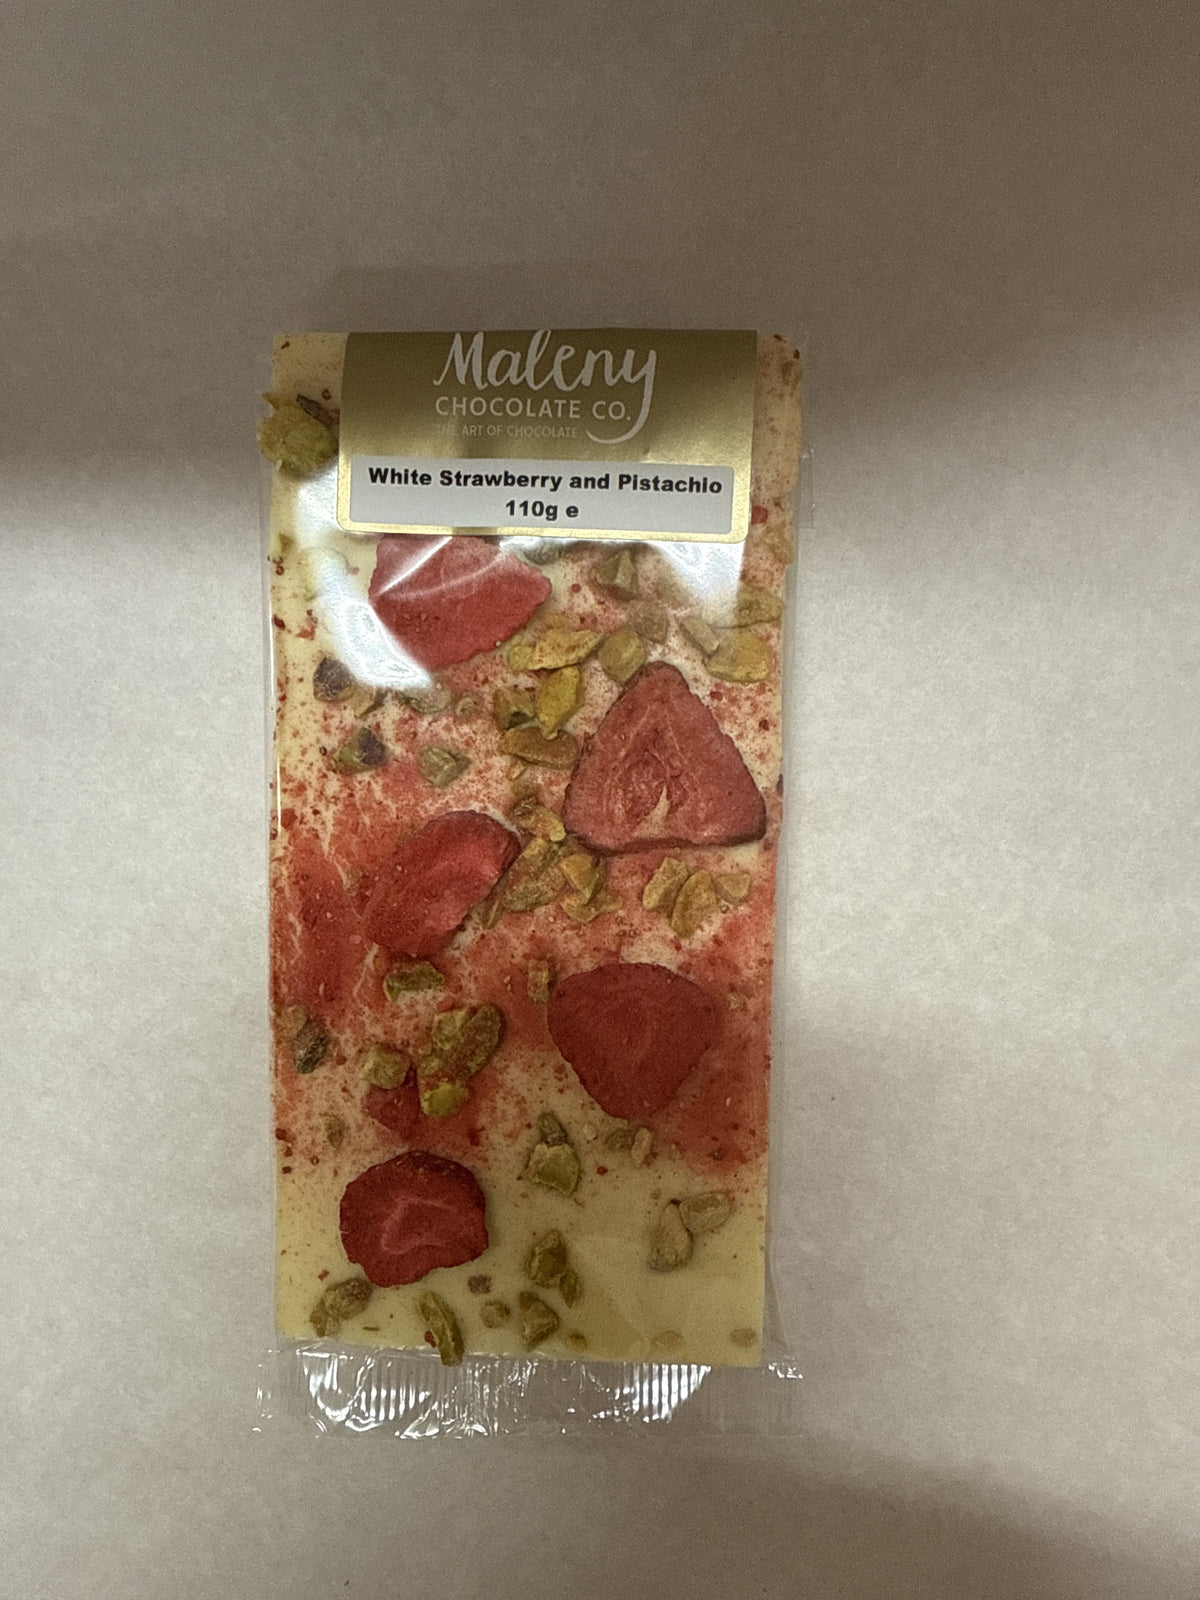 Maleny
CHOCOLATE CO.
THE ART OF CHOCOLATE
White Strawberry and Pistachio
110g e